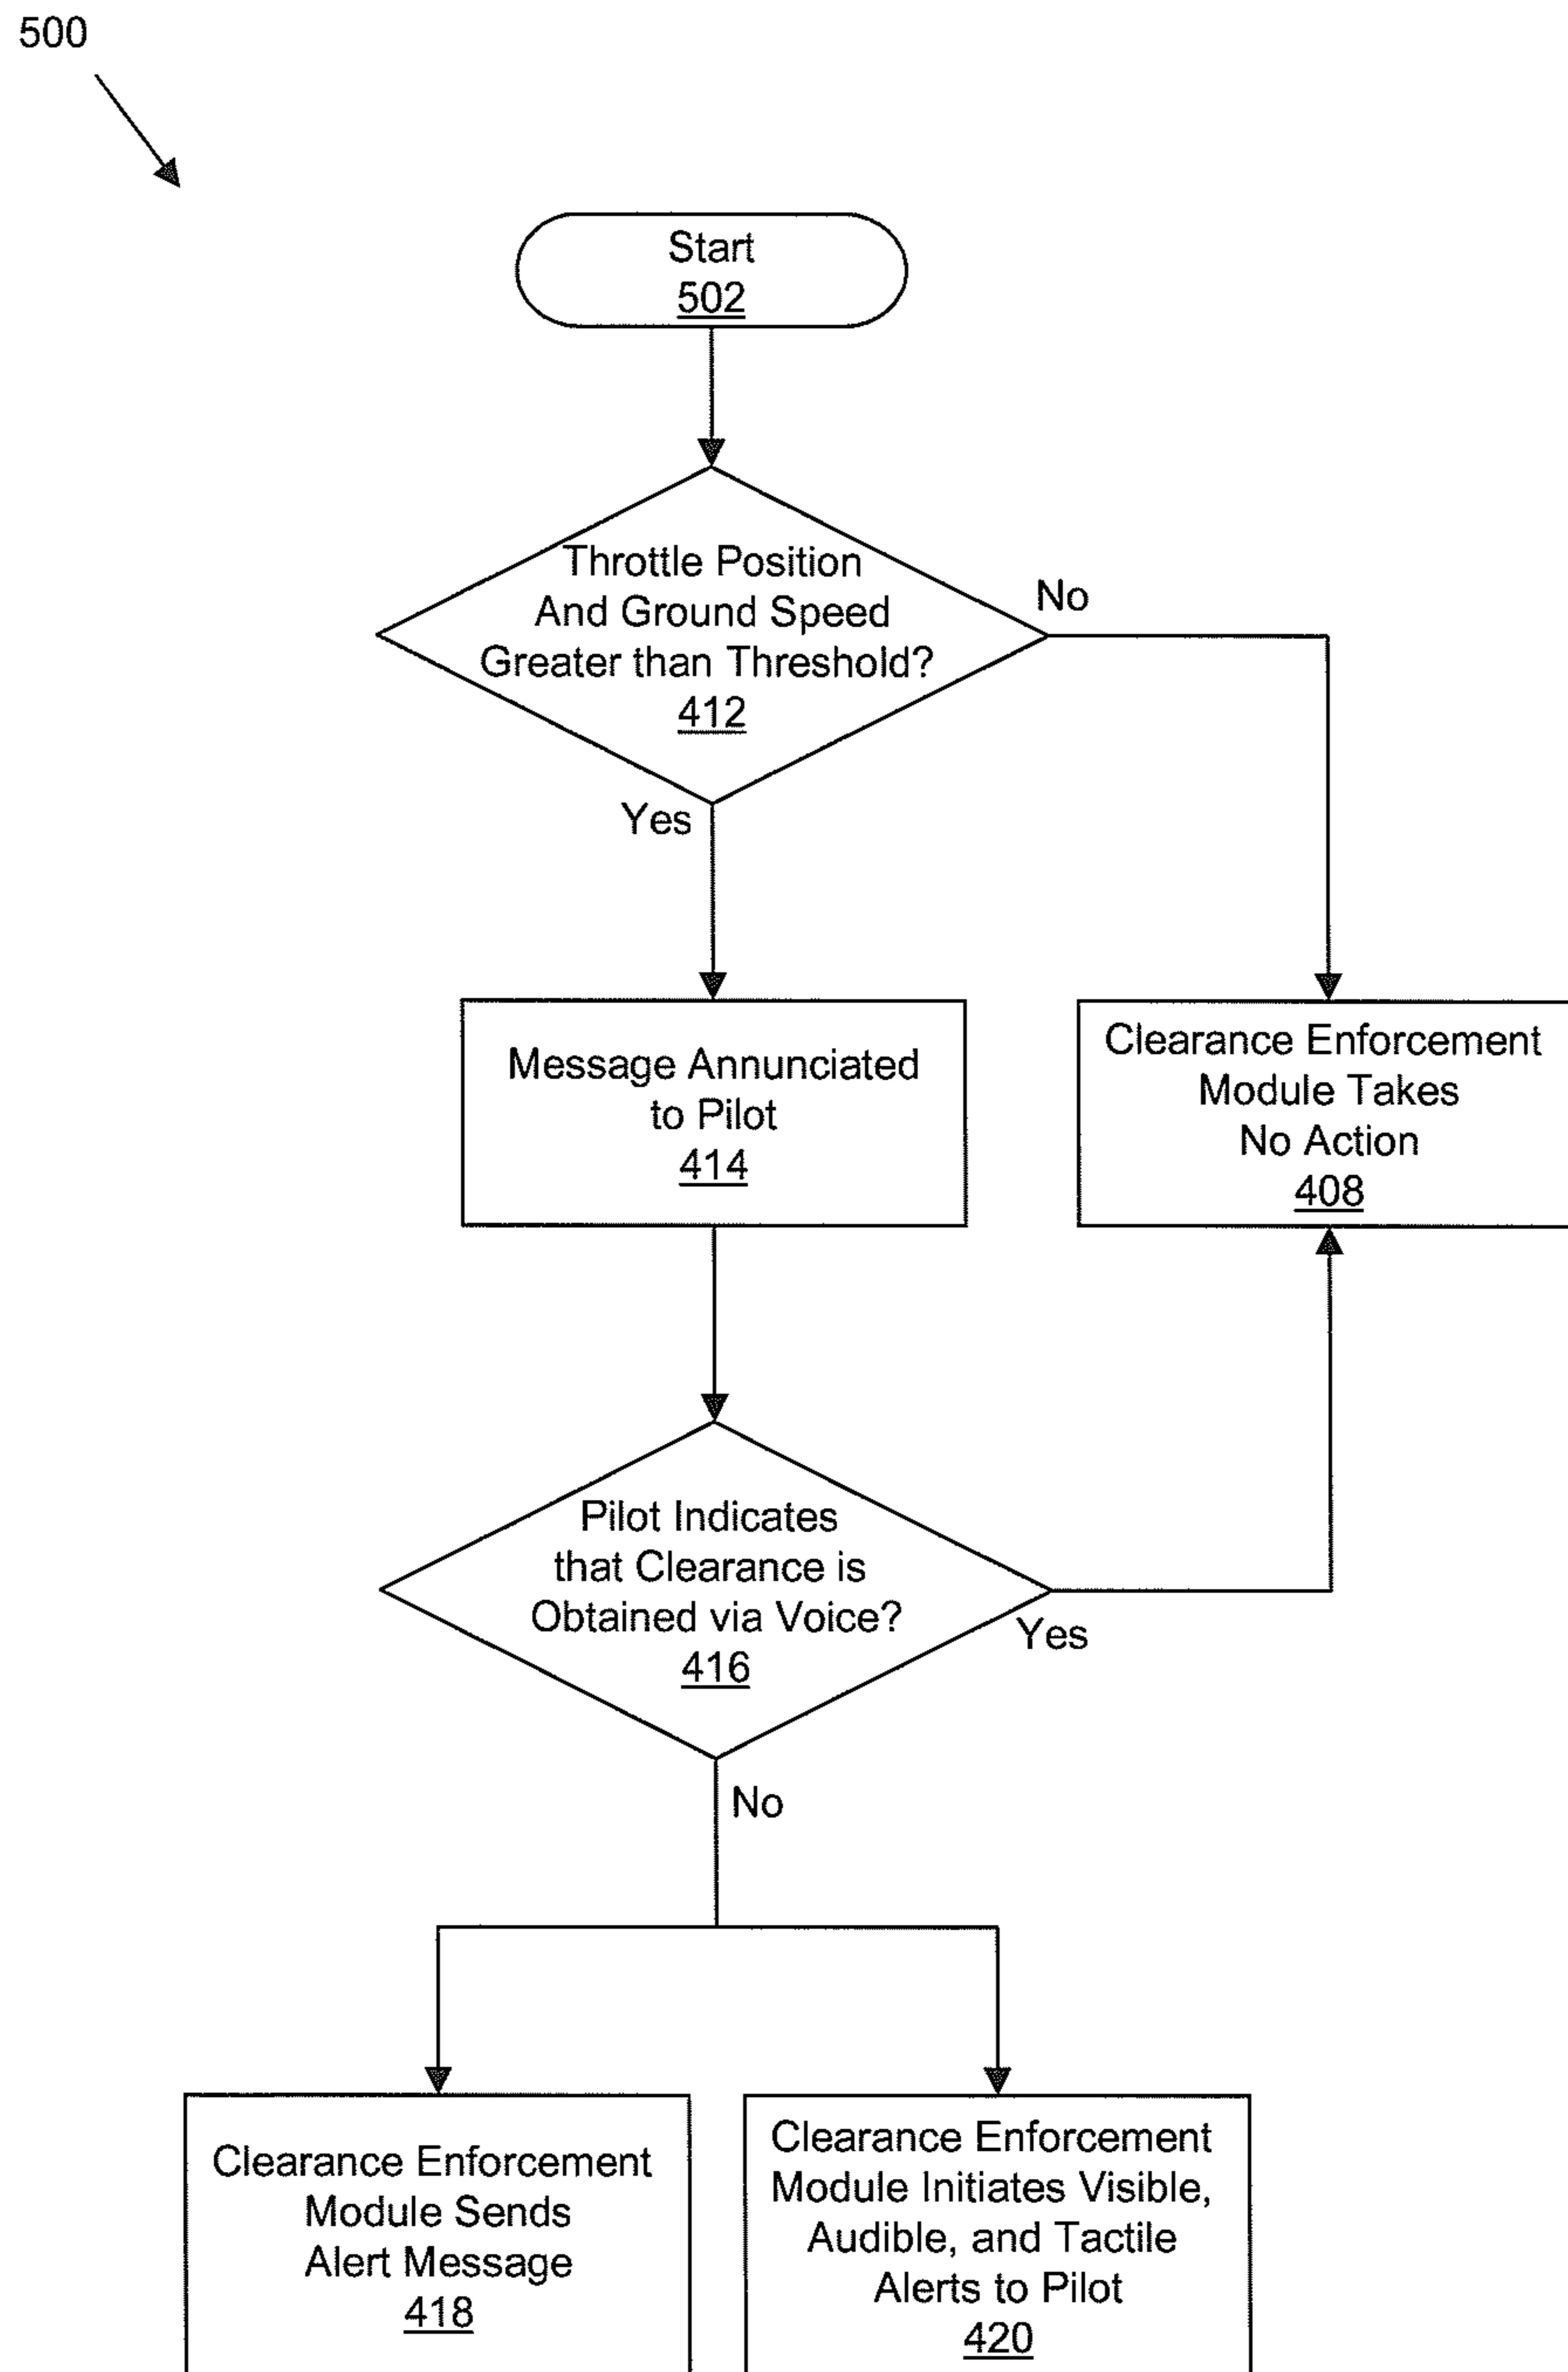 500
Start
502
Throttle Position
And Ground Speed
Greater than Threshold?
412
No
Yes
Message Annunciated
to Pilot
414
Clearance Enforcement
Module Takes
No Action
408
Pilot Indicates
that Clearance is
Obtained via Voice?
416
Yes
No
Clearance Enforcement
Module Sends
Alert Message
418
Clearance Enforcement
Module Initiates Visible,
Audible, and Tactile
Alerts to Pilot
420